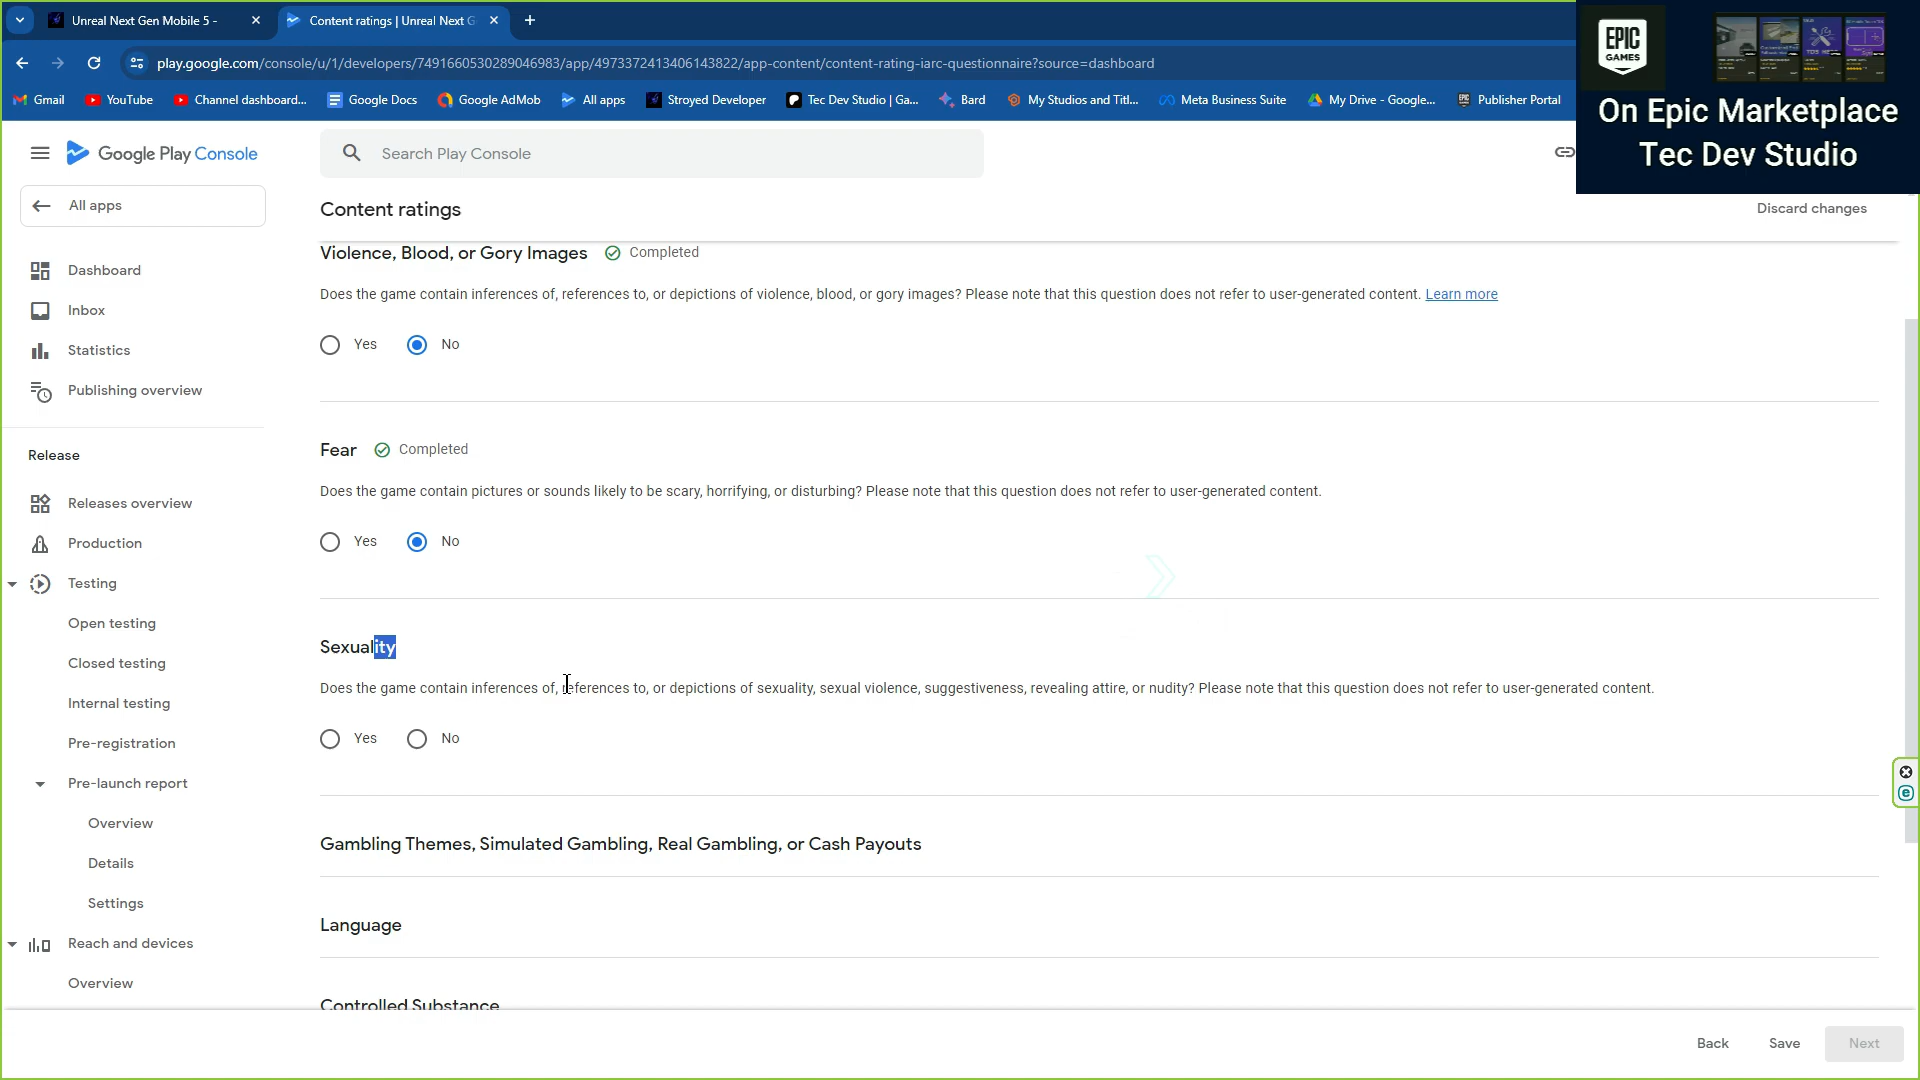 Unreal Next Gen Mobile 5 -
Content ratings | Unreal Next G
play.google.com/console/u/1/developers/7491660530289046983/app/4973372413406143822/app-content/content-rating-iarc-questionnaire?source=dashboard
Gmail
YouTube
Channel dashboard...
Google Docs
Google AdMob
All apps
Stroyed Developer
Tec Dev Studio | Ga...
Bard
My Studios and Titl...
Meta Business Suite
My Drive - Google...
Publisher Portal
EPIC
GAMES
On Epic Marketplace
Tec Dev Studio
Google Play Console
Search Play Console
All apps
Content ratings
Discard changes
Dashboard
Inbox
Statistics
Publishing overview
Release
Releases overview
Production
Testing
Open testing
Closed testing
Internal testing
Pre-registration
Pre-launch report
Overview
Details
Settings
Reach and devices
Overview
Violence, Blood, or Gory Images Completed
Does the game contain inferences of, references to, or depictions of violence, blood, or gory images? Please note that this question does not refer to user-generated content. Learn more
Yes No
Fear Completed
Does the game contain pictures or sounds likely to be scary, horrifying, or disturbing? Please note that this question does not refer to user-generated content.
Yes No
Sexuality
Does the game contain inferences of, references to, or depictions of sexuality, sexual violence, suggestiveness, revealing attire, or nudity? Please note that this question does not refer to user-generated content.
Yes No
Gambling Themes, Simulated Gambling, Real Gambling, or Cash Payouts
Language
Controlled Substance
Back Save Next